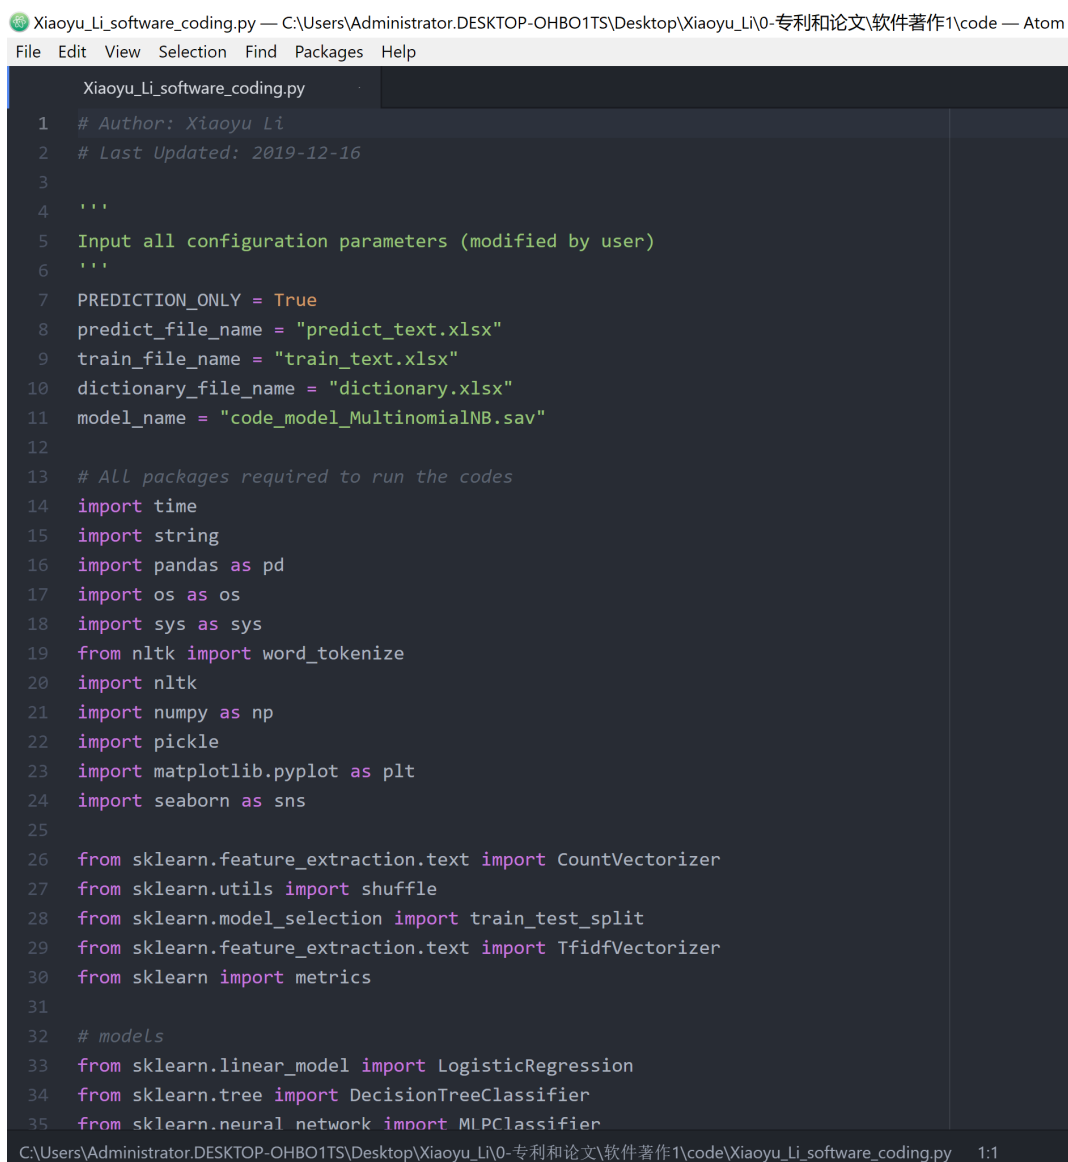 Xiaoyu_Li_software_coding.py — C:\Users\Administrator.DESKTOP-OHBO1TS\Desktop\Xiaoyu_Li\0-专利和论文\软件著作1\code — Atom
File Edit View Selection Find Packages Help
Xiaoyu_Li_software_coding.py
1 # Author: Xiaoyu Li
2 # Last Updated: 2019-12-16
3
4 '''
5 Input all configuration parameters (modified by user)
6 '''
7 PREDICTION_ONLY = True
8 predict_file_name = "predict_text.xlsx"
9 train_file_name = "train_text.xlsx"
10 dictionary_file_name = "dictionary.xlsx"
11 model_name = "code_model_MultinomialNB.sav"
12
13 # All packages required to run the codes
14 import time
15 import string
16 import pandas as pd
17 import os as os
18 import sys as sys
19 from nltk import word_tokenize
20 import nltk
21 import numpy as np
22 import pickle
23 import matplotlib.pyplot as plt
24 import seaborn as sns
25
26 from sklearn.feature_extraction.text import CountVectorizer
27 from sklearn.utils import shuffle
28 from sklearn.model_selection import train_test_split
29 from sklearn.feature_extraction.text import TfidfVectorizer
30 from sklearn import metrics
31
32 # models
33 from sklearn.linear_model import LogisticRegression
34 from sklearn.tree import DecisionTreeClassifier
35 from sklearn.neural_network import MLPClassifier
C:\Users\Administrator.DESKTOP-OHBO1TS\Desktop\Xiaoyu_Li\0-专利和论文\软件著作1\code\Xiaoyu_Li_software_coding.py 1:1